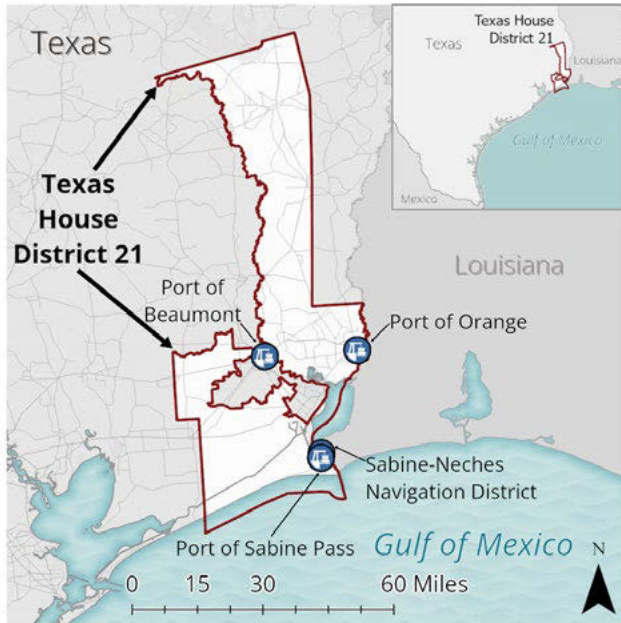 Texas
Texas
House
District 21
Port of
Beaumont
Port of Orange
Louisiana
Sabine-Neches
Navigation District
Port of Sabine Pass
Gulf of Mexico
0 15 30 60 Miles
N
Texas House
District 21
Texas
Louisiana
Gulf of Mexico
Mexico